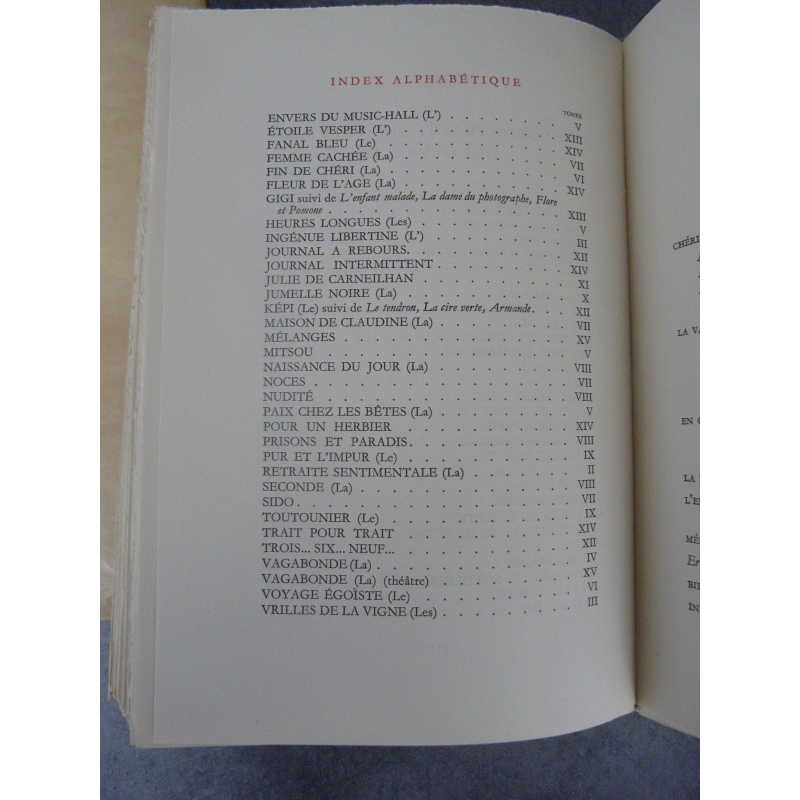 INDEX ALPHABÉTIQUE
TOMES
ENVERS DU MUSIC-HALL (L') . . . . . . . . V
ÉTOILE VESPER (L') . . . . . . . . . . XIII
FANAL BLEU (Le) . . . . . . . . . . . XIV
FEMME CACHÉE (La) . . . . . . . . . . VII
FIN DE CHÉRI (La) . . . . . . . . . . VI
FLEUR DE L'AGE (La) . . . . . . . . . XIV
GIGI suivi de L'enfant malade, La dame du photographe, Flore
et Pomone . . . . . . . . . . . . . XIII
HEURES LONGUES (Les) . . . . . . . . . V
INGÉNUE LIBERTINE (L') . . . . . . . . III
JOURNAL A REBOURS. . . . . . . . . . XII
JOURNAL INTERMITTENT . . . . . . . . XIV
JULIE DE CARNEILHAN . . . . . . . . . XI
JUMELLE NOIRE (La) . . . . . . . . . . X
KÉPI (Le) suivi de Le tendron, La cire verte, Armande. . . XII
MAISON DE CLAUDINE (La) . . . . . . . VII
MÉLANGES . . . . . . . . . . . . . XV
MITSOU . . . . . . . . . . . . . . V
NAISSANCE DU JOUR (La) . . . . . . . . VIII
NOCES . . . . . . . . . . . . . . VII
NUDITÉ . . . . . . . . . . . . . . VIII
PAIX CHEZ LES BÊTES (La) . . . . . . . . V
POUR UN HERBIER . . . . . . . . . . XIV
PRISONS ET PARADIS. . . . . . . . . . VIII
PUR ET L'IMPUR (Le) . . . . . . . . . . IX
RETRAITE SENTIMENTALE (La) . . . . . . . II
SECONDE (La) . . . . . . . . . . . . VIII
SIDO. . . . . . . . . . . . . . . VII
TOUTOUNIER (Le) . . . . . . . . . . . IX
TRAIT POUR TRAIT . . . . . . . . . . XIV
TROIS... SIX... NEUF... . . . . . . . . . . XII
VAGABONDE (La) . . . . . . . . . . . IV
VAGABONDE (La) (théâtre) . . . . . . . . XV
VOYAGE ÉGOÏSTE (Le) . . . . . . . . . VI
VRILLES DE LA VIGNE (Les) . . . . . . . . III
CHÉRI
LA
EN
LA
IN